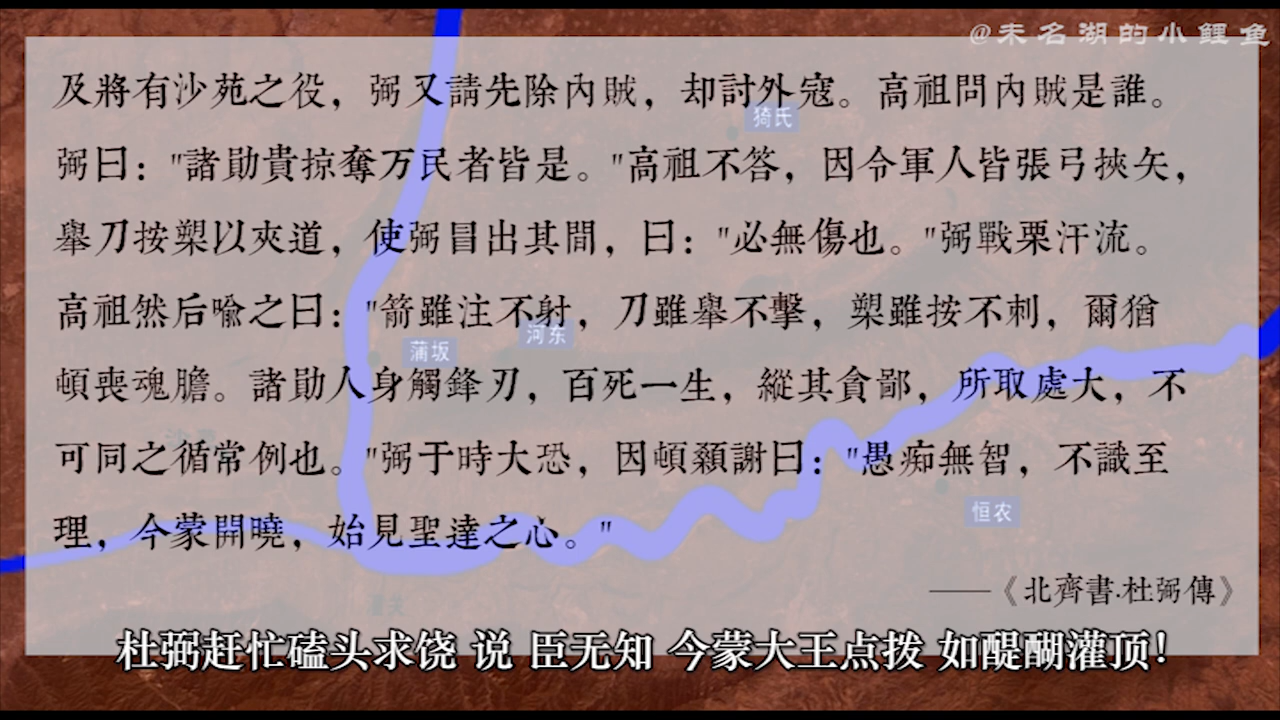 @未名湖的小鲤鱼
及將有沙苑之役，弼又請先除內賊，却討外寇。高祖問內賊是誰。
猗氏
弼曰："諸勛貴掠奪万民者皆是。"高祖不答，因令軍人皆張弓挾矢，
舉刀按槊以夾道，使弼冒出其間，曰："必無傷也。"弼戰栗汗流。
高祖然后喻之曰："箭雖注不射，刀雖舉不擊，槊雖按不刺，爾猶
河东
蒲坂
頓喪魂膽。諸勛人身觸鋒刃，百死一生，縱其貪鄙，所取處大，不
可同之循常例也。"弼于時大恐，因頓顙謝曰："愚痴無智，不識至
恒农
理，今蒙開曉，始見聖達之心。"
——《北齊書·杜弼傳》
杜弼赶忙磕头求饶 说 臣无知 今蒙大王点拨 如醍醐灌顶！